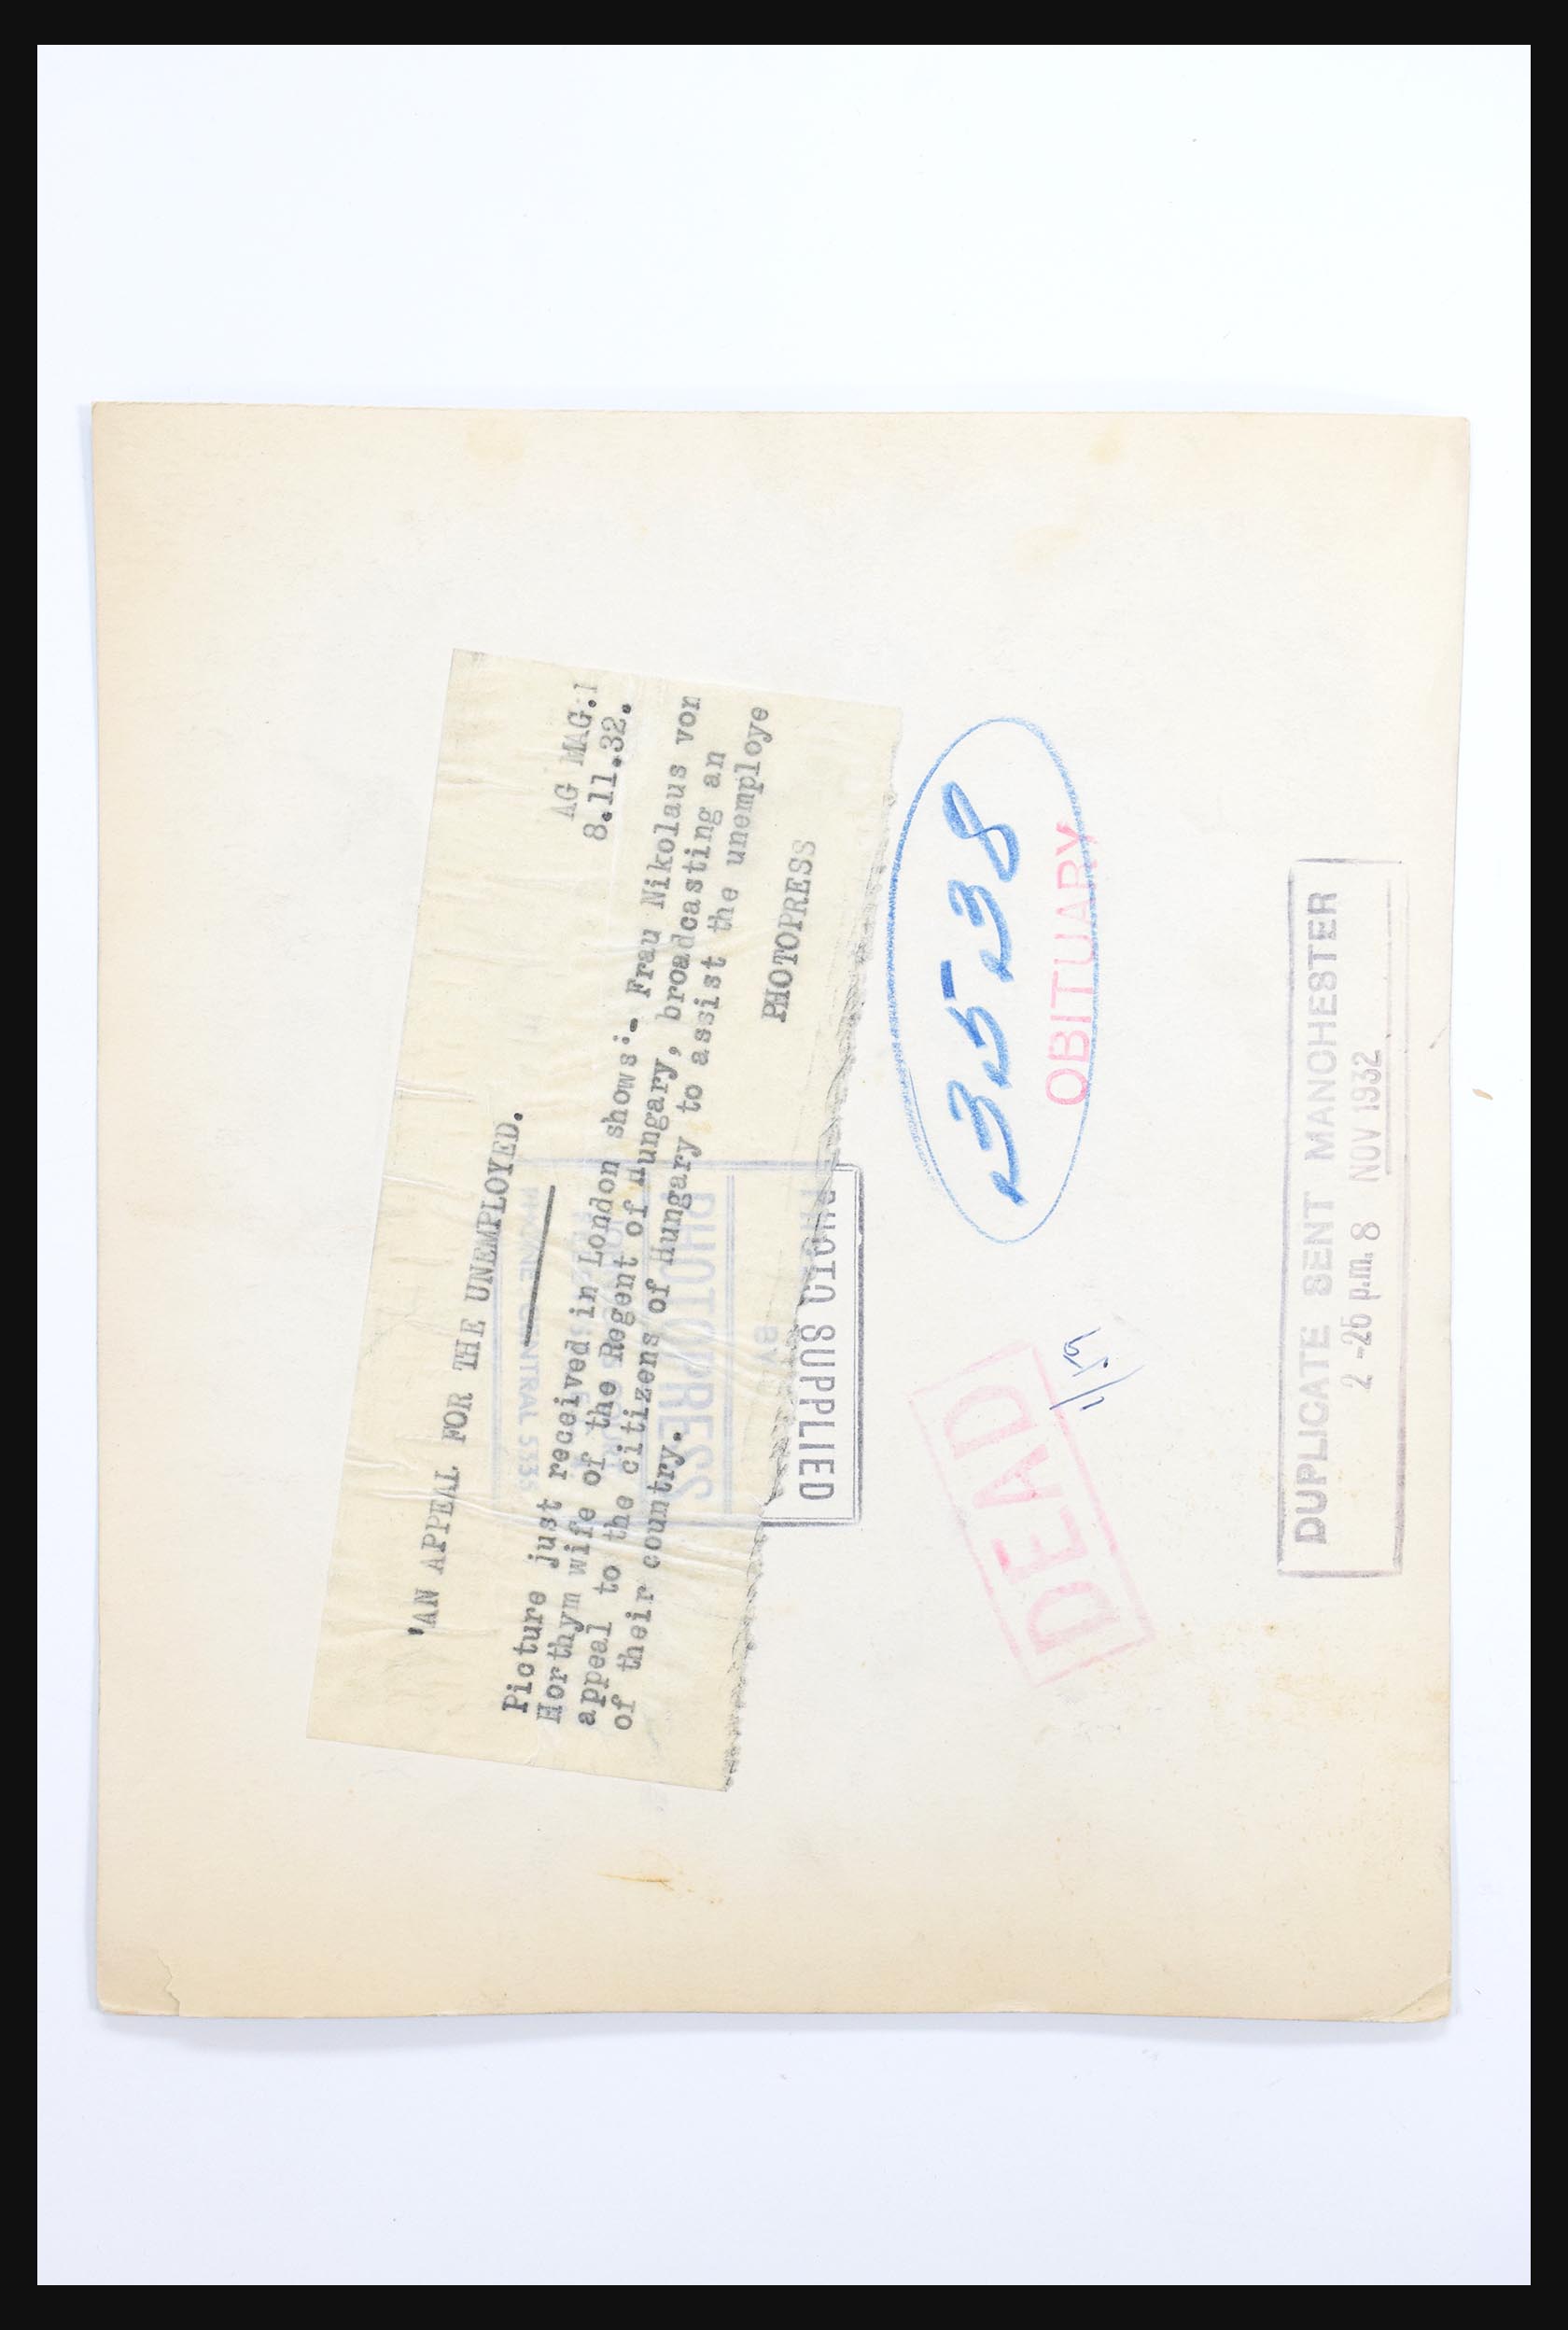 AG MAG.
8.11.32.
'AN APPEAL FOR THE UNEMPLOYED.
Picture just received in London shows:- Frau Nikolaus von
Horthym wife of the Regent of Hungary, broadcasting an
appeal to the citizens of Hungary to assist the unemploye
of their country.
PHOTOPRESS
PHOTO SUPPLIED
BY
PHOTOPRESS
PHONE CENTRAL 5535
35538
OBITUARY
DEAD
DUPLICATE SENT MANCHESTER
2 -26 p.m. 8 NOV 1932